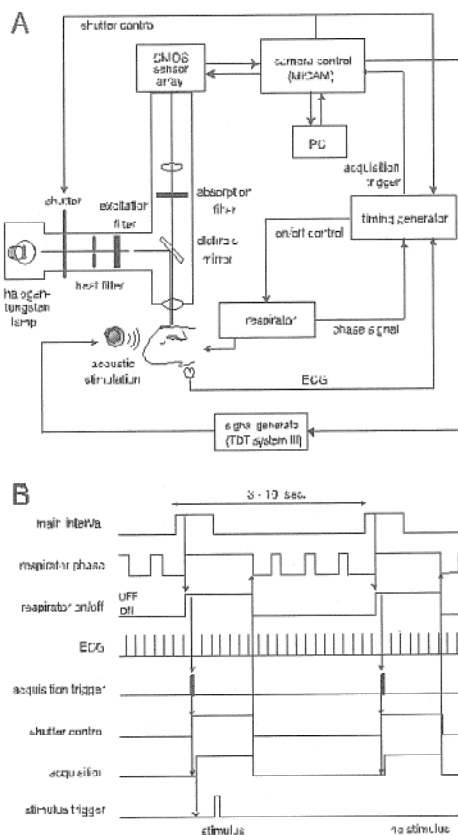 A
shutter control
CMOS
sensor
array
camera control
(MiCAM)
PC
acquisition
trigger
shutter
excitation
filter
absorption
filter
dichroic
mirror
on/off control
timing generator
halogen-
tungsten
lamp
heat filter
respirator
phase signal
acoustic
stimulation
ECG
signal generator
(TDT system III)
B
3 - 10 sec.
main interval
respirator phase
respirator on/off
OFF
ON
ECG
acquisition trigger
shutter control
acquisition
stimulus trigger
stimulus
no stimulus